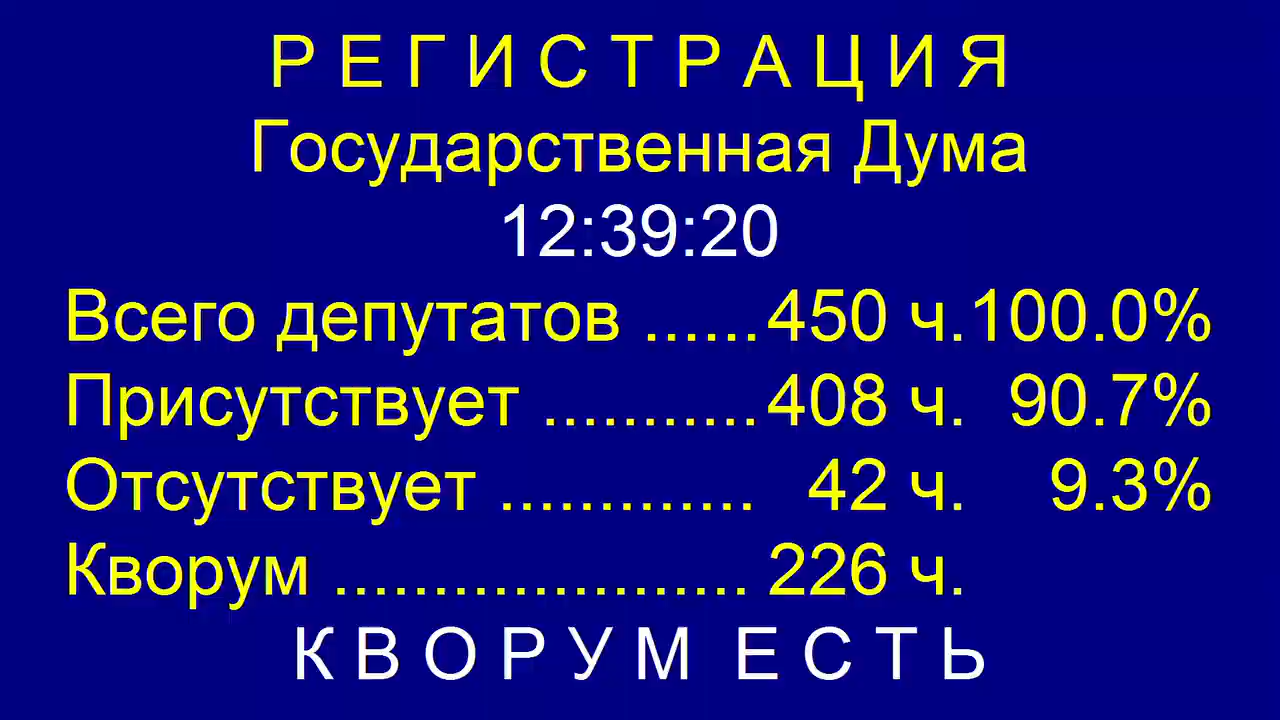 Р Е Г И С Т Р А Ц И Я
Государственная Дума
12:39:20
Всего депутатов ......450 ч.100.0%
Присутствует ...........408 ч. 90.7%
Отсутствует ............. 42 ч. 9.3%
Кворум ..................... 226 ч.
К В О Р У М Е С Т Ь